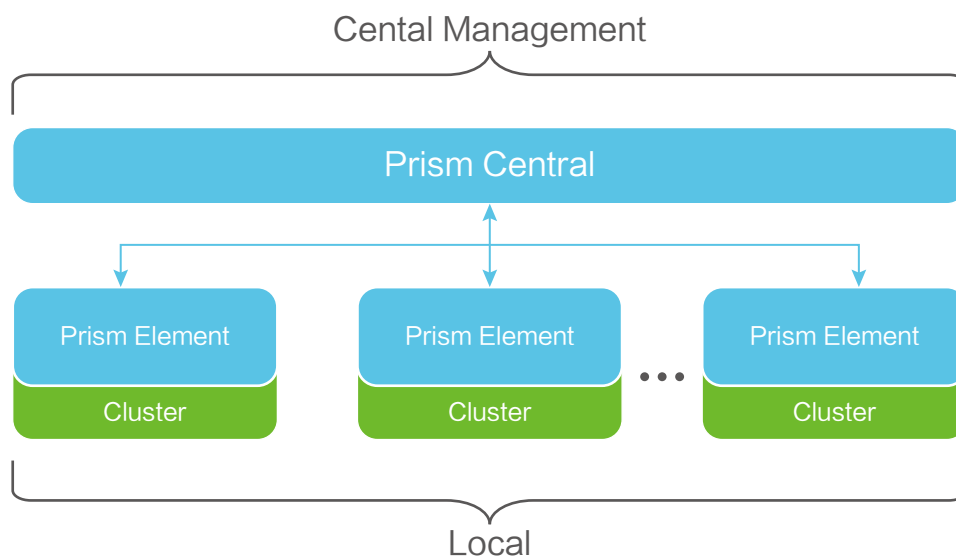 Cental Management
Prism Central
Prism Element
Prism Element
Prism Element
Cluster
Cluster
Cluster
Local